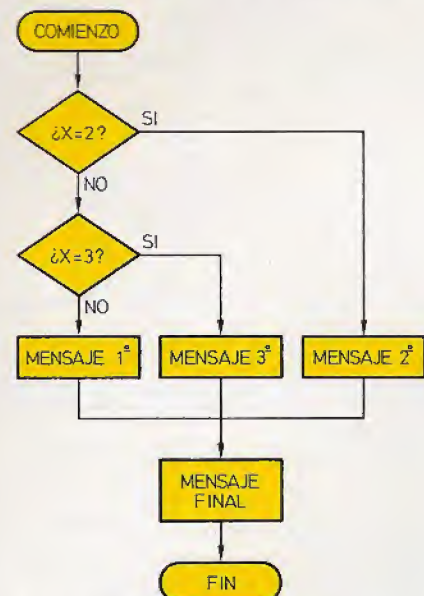 COMIENZO
¿X=2?
SI
NO
¿X=3?
SI
NO
MENSAJE 1º
MENSAJE 3º
MENSAJE 2º
MENSAJE
FINAL
FIN